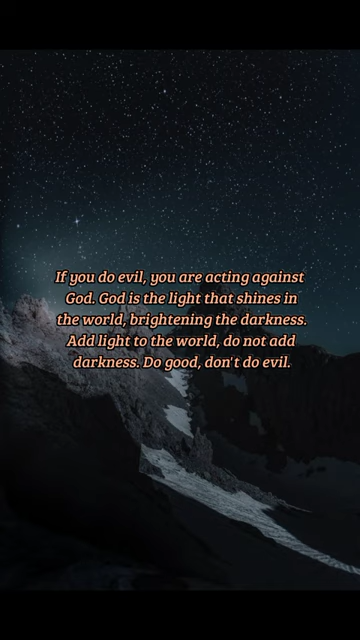 If you do evil, you are acting against
God. God is the light that shines in
the world, brightening the darkness.
Add light to the world, do not add
darkness. Do good, don't do evil.